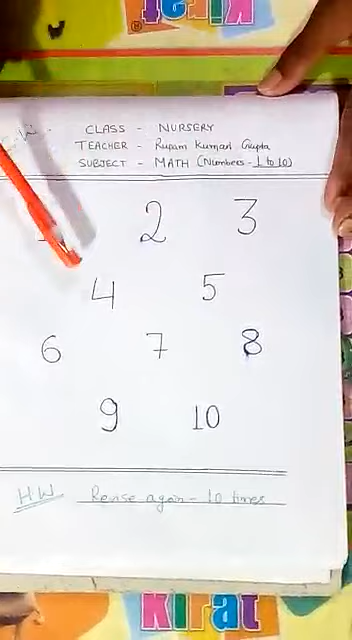 kirat
CLASS - NURSERY
TEACHER - Rupam Kumari Gupta
SUBJECT - MATH (Numbers - 1 to 10)
2 3
4 5
6 7 8
9 10
HW Revise again - 10 times
kirat